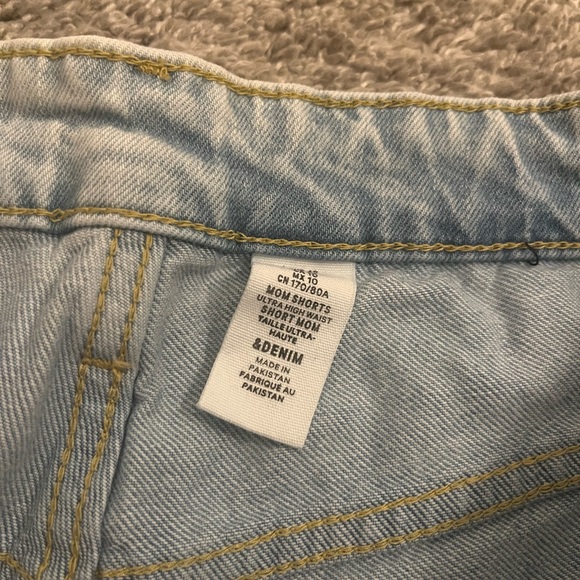 MX 10
CN 170/80A
MOM SHORTS
ULTRA HIGH WAIST
SHORT MOM
TAILLE ULTRA-
HAUTE
&DENIM
MADE IN
PAKISTAN
FABRIQUÉ AU
PAKISTAN